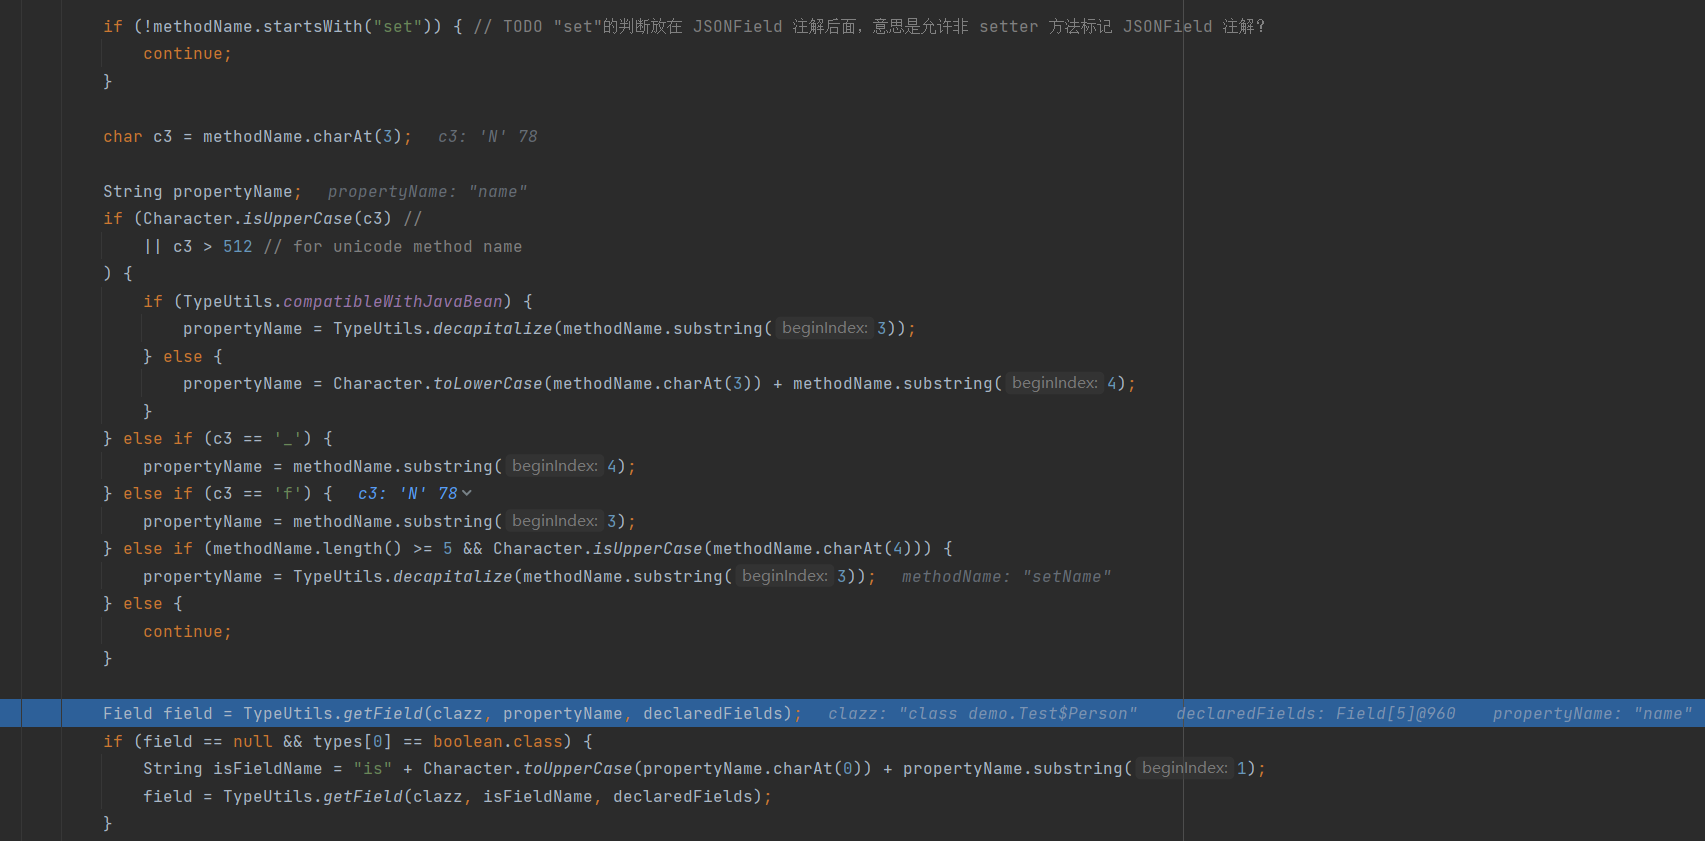 if (!methodName.startsWith("set")) { // TODO "set"的判断放在 JSONField 注解后面，意思是允许非 setter 方法标记 JSONField 注解？
continue;
}
char c3 = methodName.charAt(3); c3: 'N' 78
String propertyName; propertyName: "name"
if (Character.isUpperCase(c3) //
|| c3 > 512 // for unicode method name
) {
if (TypeUtils.compatibleWithJavaBean) {
propertyName = TypeUtils.decapitalize(methodName.substring( beginIndex: 3));
} else {
propertyName = Character.toLowerCase(methodName.charAt(3)) + methodName.substring( beginIndex: 4);
}
} else if (c3 == '_') {
propertyName = methodName.substring( beginIndex: 4);
} else if (c3 == 'f') { c3: 'N' 78
propertyName = methodName.substring( beginIndex: 3);
} else if (methodName.length() >= 5 && Character.isUpperCase(methodName.charAt(4))) {
propertyName = TypeUtils.decapitalize(methodName.substring( beginIndex: 3)); methodName: "setName"
} else {
continue;
}
Field field = TypeUtils.getField(clazz, propertyName, declaredFields); clazz: "class demo.Test$Person" declaredFields: Field[5]@960 propertyName: "name"
if (field == null && types[0] == boolean.class) {
String isFieldName = "is" + Character.toUpperCase(propertyName.charAt(0)) + propertyName.substring( beginIndex: 1);
field = TypeUtils.getField(clazz, isFieldName, declaredFields);
}